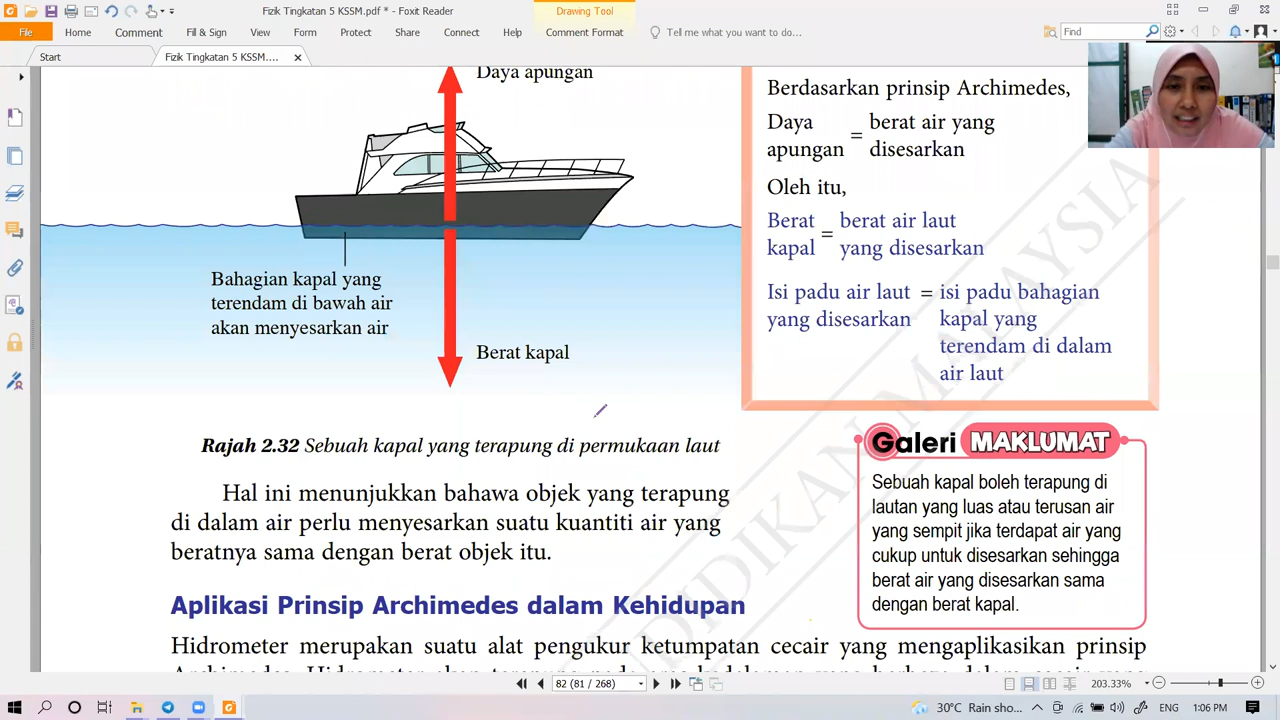 Fizik Tingkatan 5 KSSM.pdf * - Foxit Reader
Drawing Tool
File Home Comment View Form Protect Share Connect Help Comment Format Tell me what you want to do... Find
Start Fizik Tingkatan 5 KSSM....
Daya apungan
Bahagian kapal yang
terendam di bawah air
akan menyesarkan air
Berat kapal
Rajah 2.32 Sebuah kapal yang terapung di permukaan laut
Berdasarkan prinsip Archimedes,
Daya apungan = berat air yang disesarkan
Oleh itu,
Berat kapal = berat air laut yang disesarkan
Isi padu air laut yang disesarkan = isi padu bahagian kapal yang terendam di dalam air laut
Hal ini menunjukkan bahawa objek yang terapung
di dalam air perlu menyesarkan suatu kuantiti air yang
beratnya sama dengan berat objek itu.
Galeri MAKLUMAT
Sebuah kapal boleh terapung di
lautan yang luas atau terusan air
yang sempit jika terdapat air yang
cukup untuk disesarkan sehingga
berat air yang disesarkan sama
dengan berat kapal.
Aplikasi Prinsip Archimedes dalam Kehidupan
Hidrometer merupakan suatu alat pengukur ketumpatan cecair yang mengaplikasikan prinsip
DIDIKAN MALAYSIA
82 (81 / 268)
203.33%
30°C Rain sho...
ENG
1:06 PM